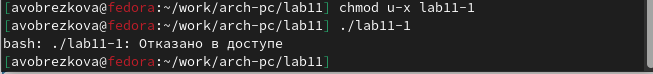 [avobrezkova@fedora:~/work/arch-pc/lab11] chmod u-x lab11-1
[avobrezkova@fedora:~/work/arch-pc/lab11] ./lab11-1
bash: ./lab11-1: Отказано в доступе
[avobrezkova@fedora:~/work/arch-pc/lab11]